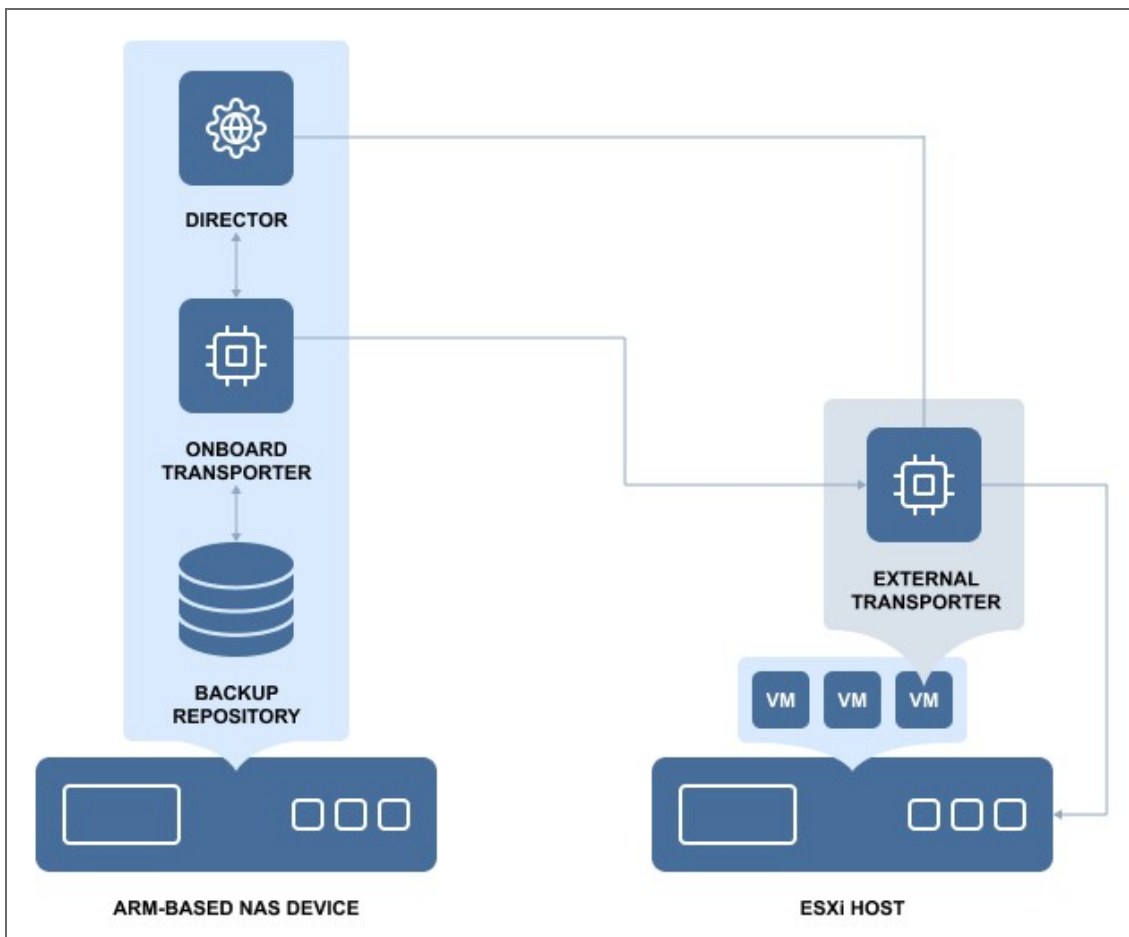 DIRECTOR
ONBOARD
TRANSPORTER
BACKUP
REPOSITORY
EXTERNAL
TRANSPORTER
VM
VM
VM
ARM-BASED NAS DEVICE
ESXi HOST